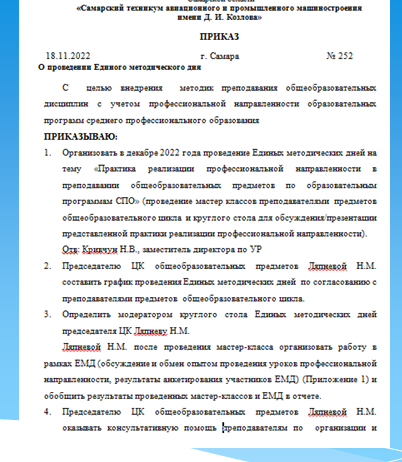 «Самарский техникум авиационного и промышленного машиностроения
имени Д. И. Козлова»
ПРИКАЗ
18.11.2022 г. Самара № 252
О проведении Единого методического дня
С целью внедрения методик преподавания общеобразовательных
дисциплин с учетом профессиональной направленности образовательных
программ среднего профессионального образования
ПРИКАЗЫВАЮ:
1. Организовать в декабре 2022 года проведение Единых методических дней на
тему «Практика реализации профессиональной направленности в
преподавании общеобразовательных предметов по образовательным
программам СПО» (проведение мастер классов преподавателями предметов
общеобразовательного цикла и круглого стола для обсуждения/презентации
представленной практики реализации профессиональной направленности).
Отв: Кривчун Н.В., заместитель директора по УР
2. Председателю ЦК общеобразовательных предметов Ляпневой Н.М.
составить график проведения Единых методических дней по согласованию с
преподавателями предметов общеобразовательного цикла.
3. Определить модератором круглого стола Единых методических дней
председателя ЦК Ляпневу Н.М.
Ляпневой Н.М. после проведения мастер-класса организовать работу в
рамках ЕМД (обсуждение и обмен опытом проведения уроков профессиональной
направленности, результаты анкетирования участников ЕМД) (Приложение 1) и
обобщить результаты проведенных мастер-классов и ЕМД в отчете.
4. Председателю ЦК общеобразовательных предметов Ляпневой Н.М.
оказывать консультативную помощь преподавателям по организации и